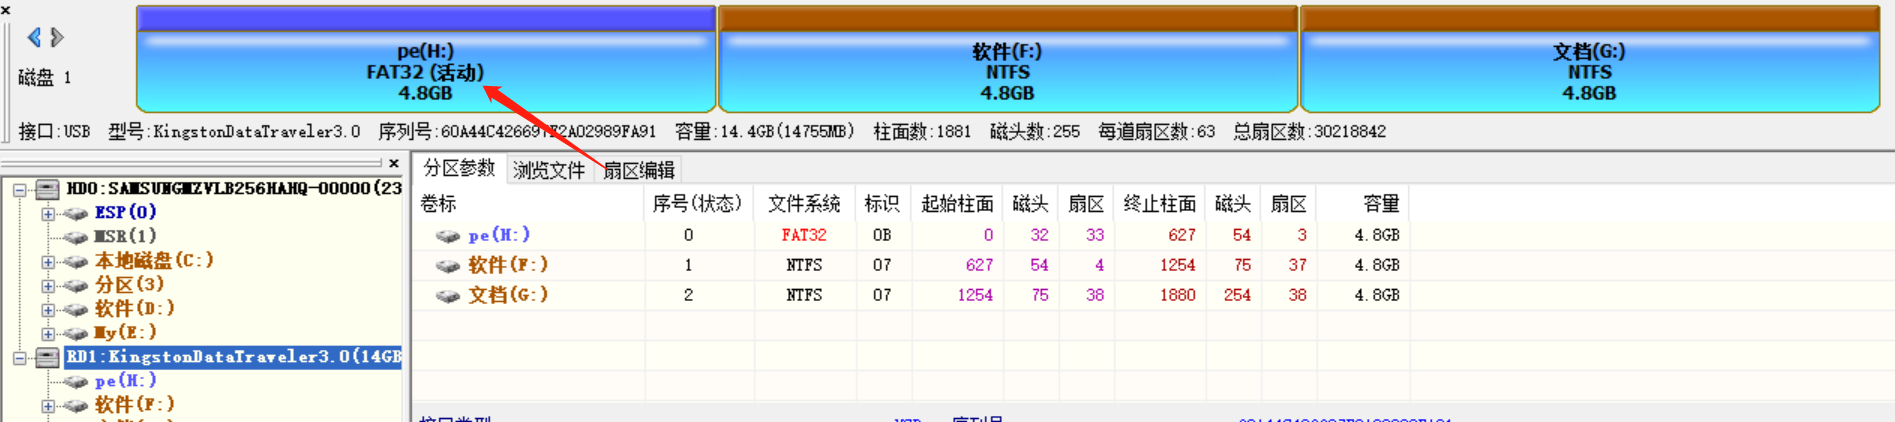 pe(H:)
FAT32 (活动)
4.8GB
软件(F:)
NTFS
4.8GB
文档(G:)
NTFS
4.8GB
磁盘 1
接口:USB 型号:KingstonDataTraveler3.0 容量:14.4GB(14755MB) 柱面数:1881 磁头数:255 每道扇区数:63 总扇区数:30218842
HD0:SAMSUNGMZVLB256HAHQ-00000(23
ESP(0)
MSR(1)
本地磁盘(C:)
分区(3)
软件(D:)
My(E:)
RD1:KingstonDataTraveler3.0(14GB
pe(H:)
软件(F:)
分区参数 浏览文件 扇区编辑
卷标 序号(状态) 文件系统 标识 起始柱面 磁头 扇区 终止柱面 磁头 扇区 容量
pe(H:) 0 FAT32 0B 0 32 33 627 54 3 4.8GB
软件(F:) 1 NTFS 07 627 54 4 1254 75 37 4.8GB
文档(G:) 2 NTFS 07 1254 75 38 1880 254 38 4.8GB